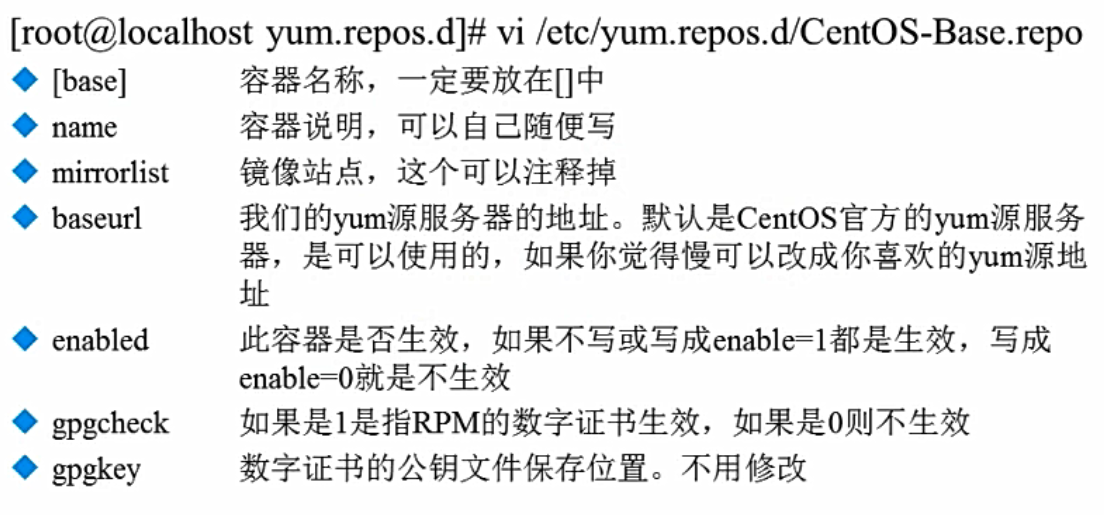 [root@localhost yum.repos.d]# vi /etc/yum.repos.d/CentOS-Base.repo
[base] 容器名称，一定要放在[]中
name 容器说明，可以自己随便写
mirrorlist 镜像站点，这个可以注释掉
baseurl 我们的yum源服务器的地址。默认是CentOS官方的yum源服务
器，是可以使用的，如果你觉得慢可以改成你喜欢的yum源地
址
enabled 此容器是否生效，如果不写或写成enable=1都是生效，写成
enable=0就是不生效
gpgcheck 如果是1是指RPM的数字证书生效，如果是0则不生效
gpgkey 数字证书的公钥文件保存位置。不用修改